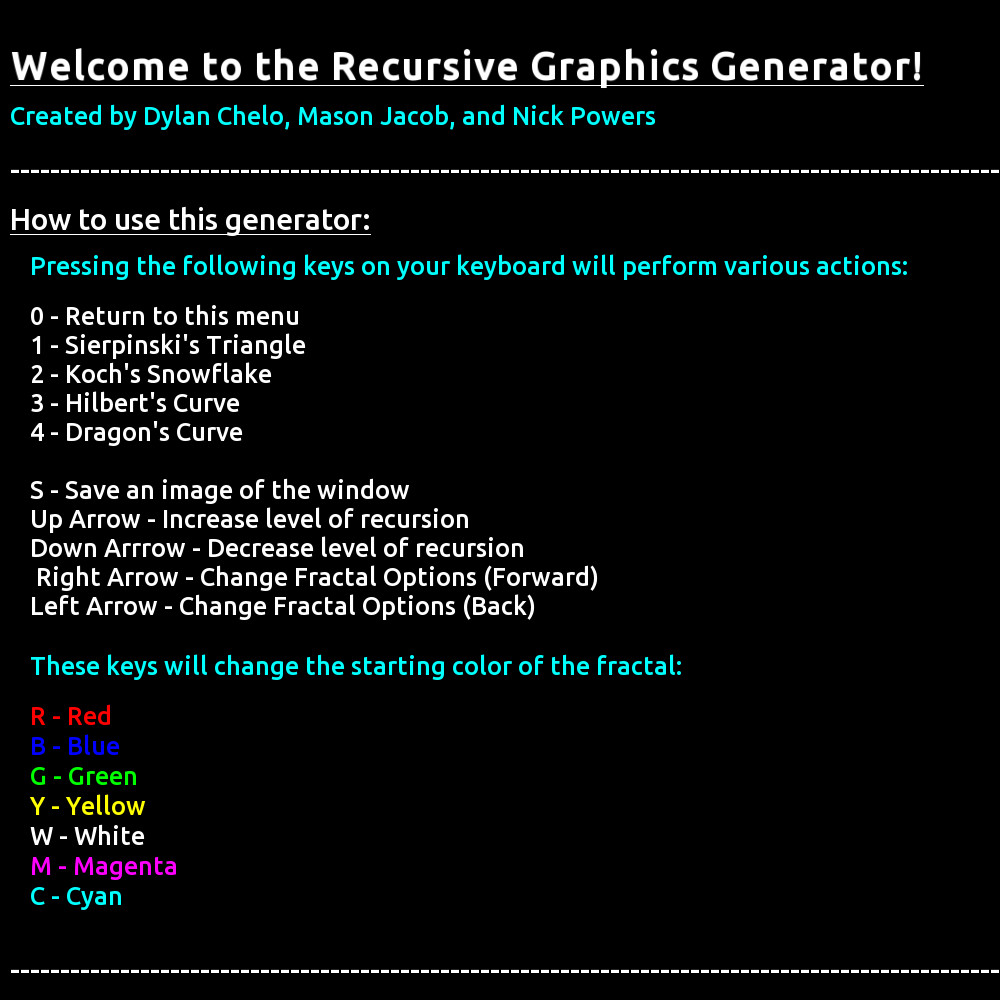 Welcome to the Recursive Graphics Generator!
Created by Dylan Chelo, Mason Jacob, and Nick Powers
----------------------------------------------------------------------------------------------------
How to use this generator:
Pressing the following keys on your keyboard will perform various actions:
0 - Return to this menu
1 - Sierpinski's Triangle
2 - Koch's Snowflake
3 - Hilbert's Curve
4 - Dragon's Curve
S - Save an image of the window
Up Arrow - Increase level of recursion
Down Arrrow - Decrease level of recursion
Right Arrow - Change Fractal Options (Forward)
Left Arrow - Change Fractal Options (Back)
These keys will change the starting color of the fractal:
R - Red
B - Blue
G - Green
Y - Yellow
W - White
M - Magenta
C - Cyan
----------------------------------------------------------------------------------------------------